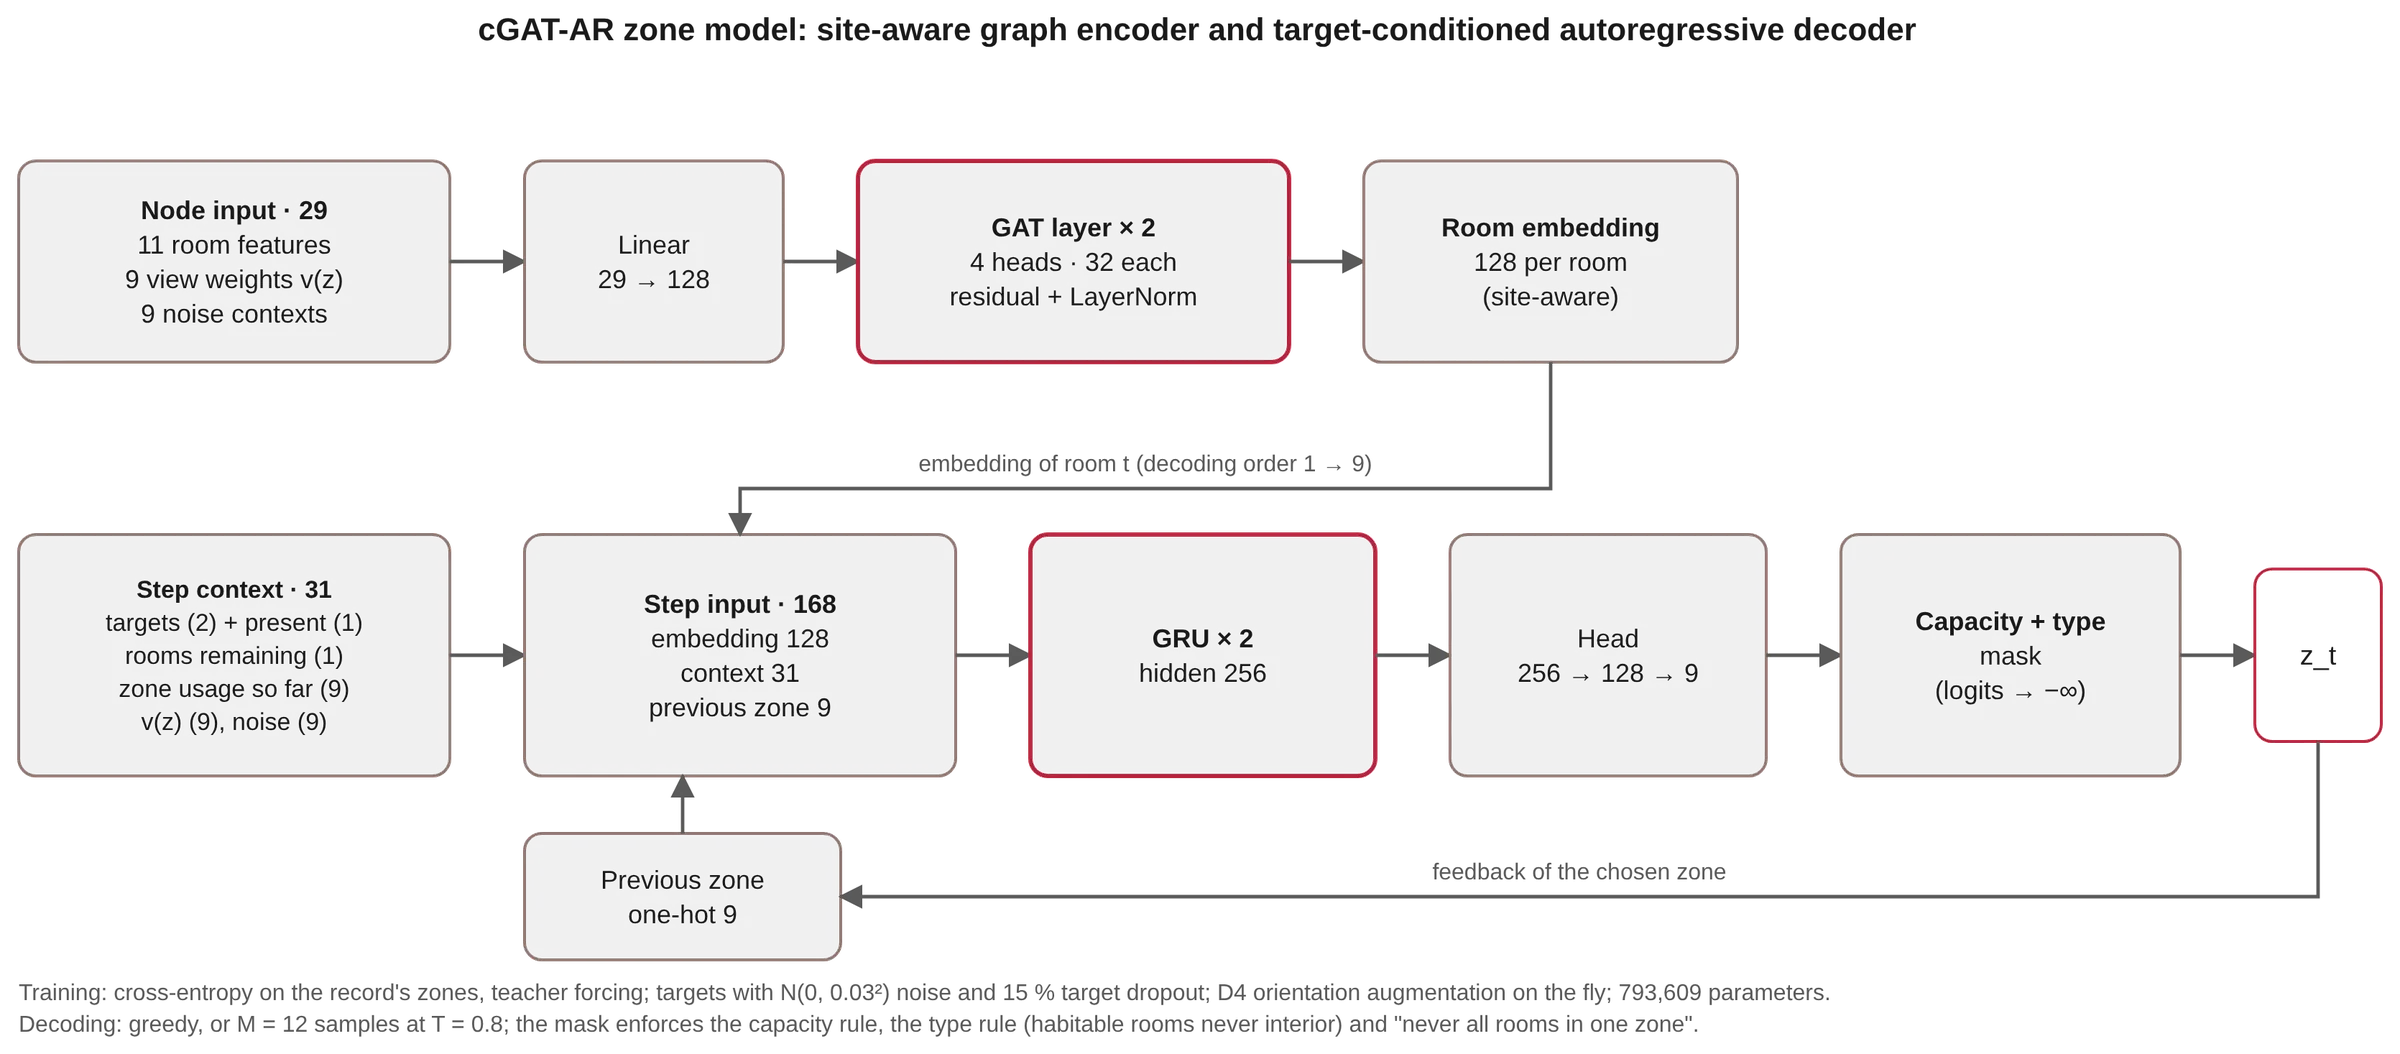 cGAT-AR zone model: site-aware graph encoder and target-conditioned autoregressive decoder
Node input · 29
11 room features
9 view weights v(z)
9 noise contexts
Linear
29 → 128
GAT layer × 2
4 heads · 32 each
residual + LayerNorm
Room embedding
128 per room
(site-aware)
embedding of room t (decoding order 1 → 9)
Step context · 31
targets (2) + present (1)
rooms remaining (1)
zone usage so far (9)
v(z) (9), noise (9)
Step input · 168
embedding 128
context 31
previous zone 9
GRU × 2
hidden 256
Head
256 → 128 → 9
Capacity + type
mask
(logits → −∞)
z_t
Previous zone
one-hot 9
feedback of the chosen zone
Training: cross-entropy on the record's zones, teacher forcing; targets with N(0, 0.03²) noise and 15 % target dropout; D4 orientation augmentation on the fly; 793,609 parameters.
Decoding: greedy, or M = 12 samples at T = 0.8; the mask enforces the capacity rule, the type rule (habitable rooms never interior) and "never all rooms in one zone".